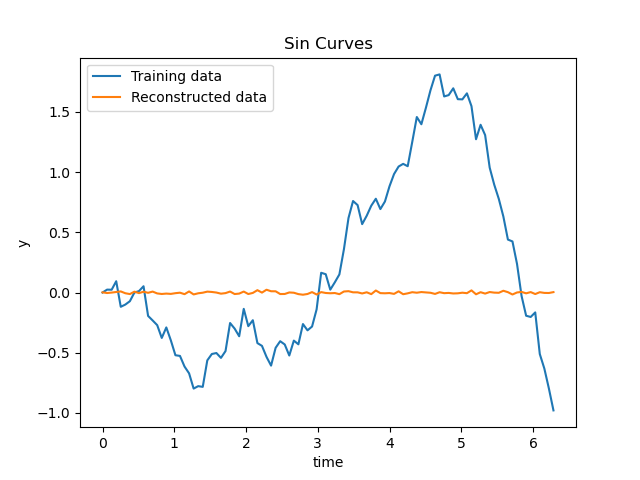 Sin Curves
Training data
Reconstructed data
1.5
1.0
0.5
0.0
−0.5
−1.0
y
0 1 2 3 4 5 6
time